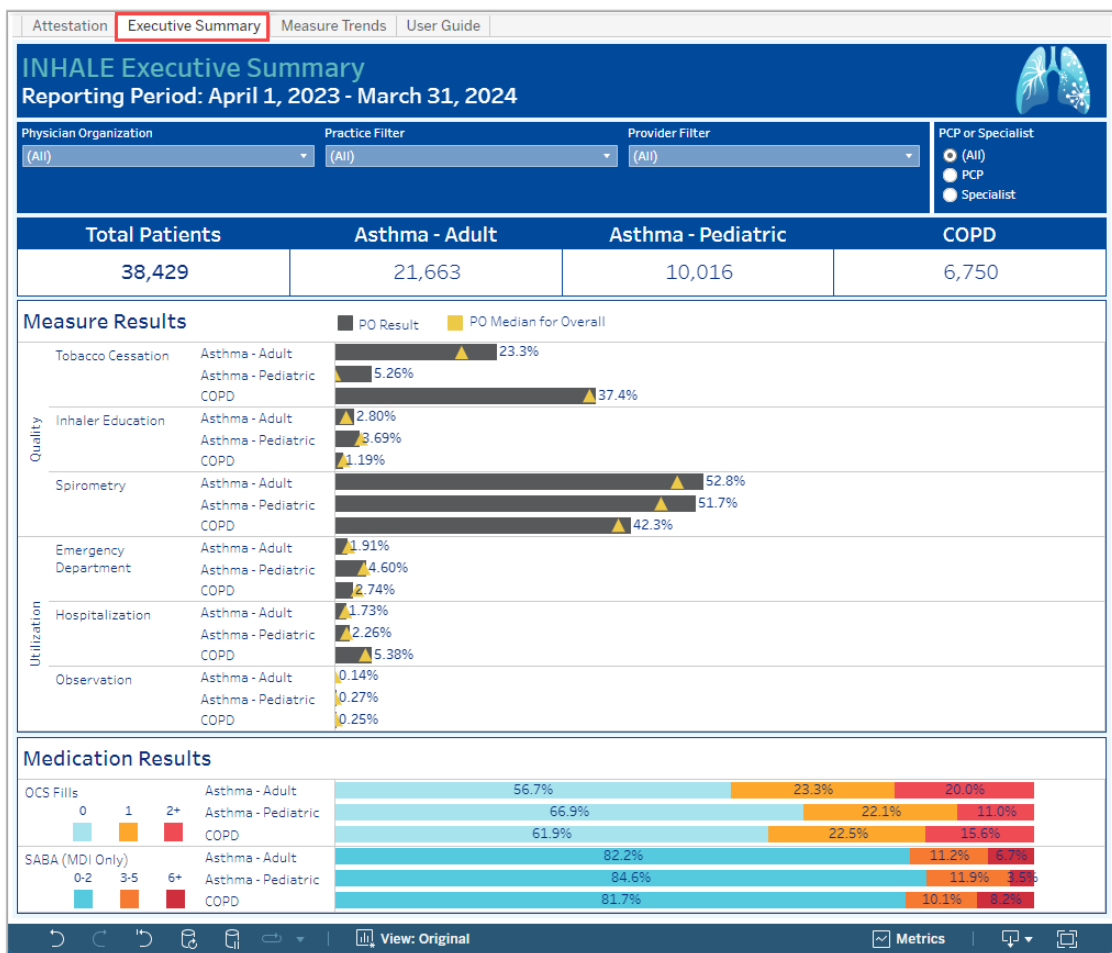 Attestation Executive Summary Measure Trends User Guide
INHALE Executive Summary
Reporting Period: April 1, 2023 - March 31, 2024
Physician Organization Practice Filter Provider Filter PCP or Specialist
(All) (All) (All) (All)
PCP
Specialist
Total Patients Asthma - Adult Asthma - Pediatric COPD
38,429 21,663 10,016 6,750
Measure Results PO Result PO Median for Overall
Quality
Tobacco Cessation Asthma - Adult 23.3%
Asthma - Pediatric 5.26%
COPD 37.4%
Inhaler Education Asthma - Adult 2.80%
Asthma - Pediatric 3.69%
COPD 1.19%
Spirometry Asthma - Adult 52.8%
Asthma - Pediatric 51.7%
COPD 42.3%
Utilization
Emergency Asthma - Adult 1.91%
Department Asthma - Pediatric 4.60%
COPD 2.74%
Hospitalization Asthma - Adult 1.73%
Asthma - Pediatric 2.26%
COPD 5.38%
Observation Asthma - Adult 0.14%
Asthma - Pediatric 0.27%
COPD 0.25%
Medication Results
OCS Fills Asthma - Adult 56.7% 23.3% 20.0%
0 1 2+ Asthma - Pediatric 66.9% 22.1% 11.0%
COPD 61.9% 22.5% 15.6%
SABA (MDI Only) Asthma - Adult 82.2% 11.2% 6.7%
0-2 3-5 6+ Asthma - Pediatric 84.6% 11.9% 3.5%
COPD 81.7% 10.1% 8.2%
View: Original Metrics